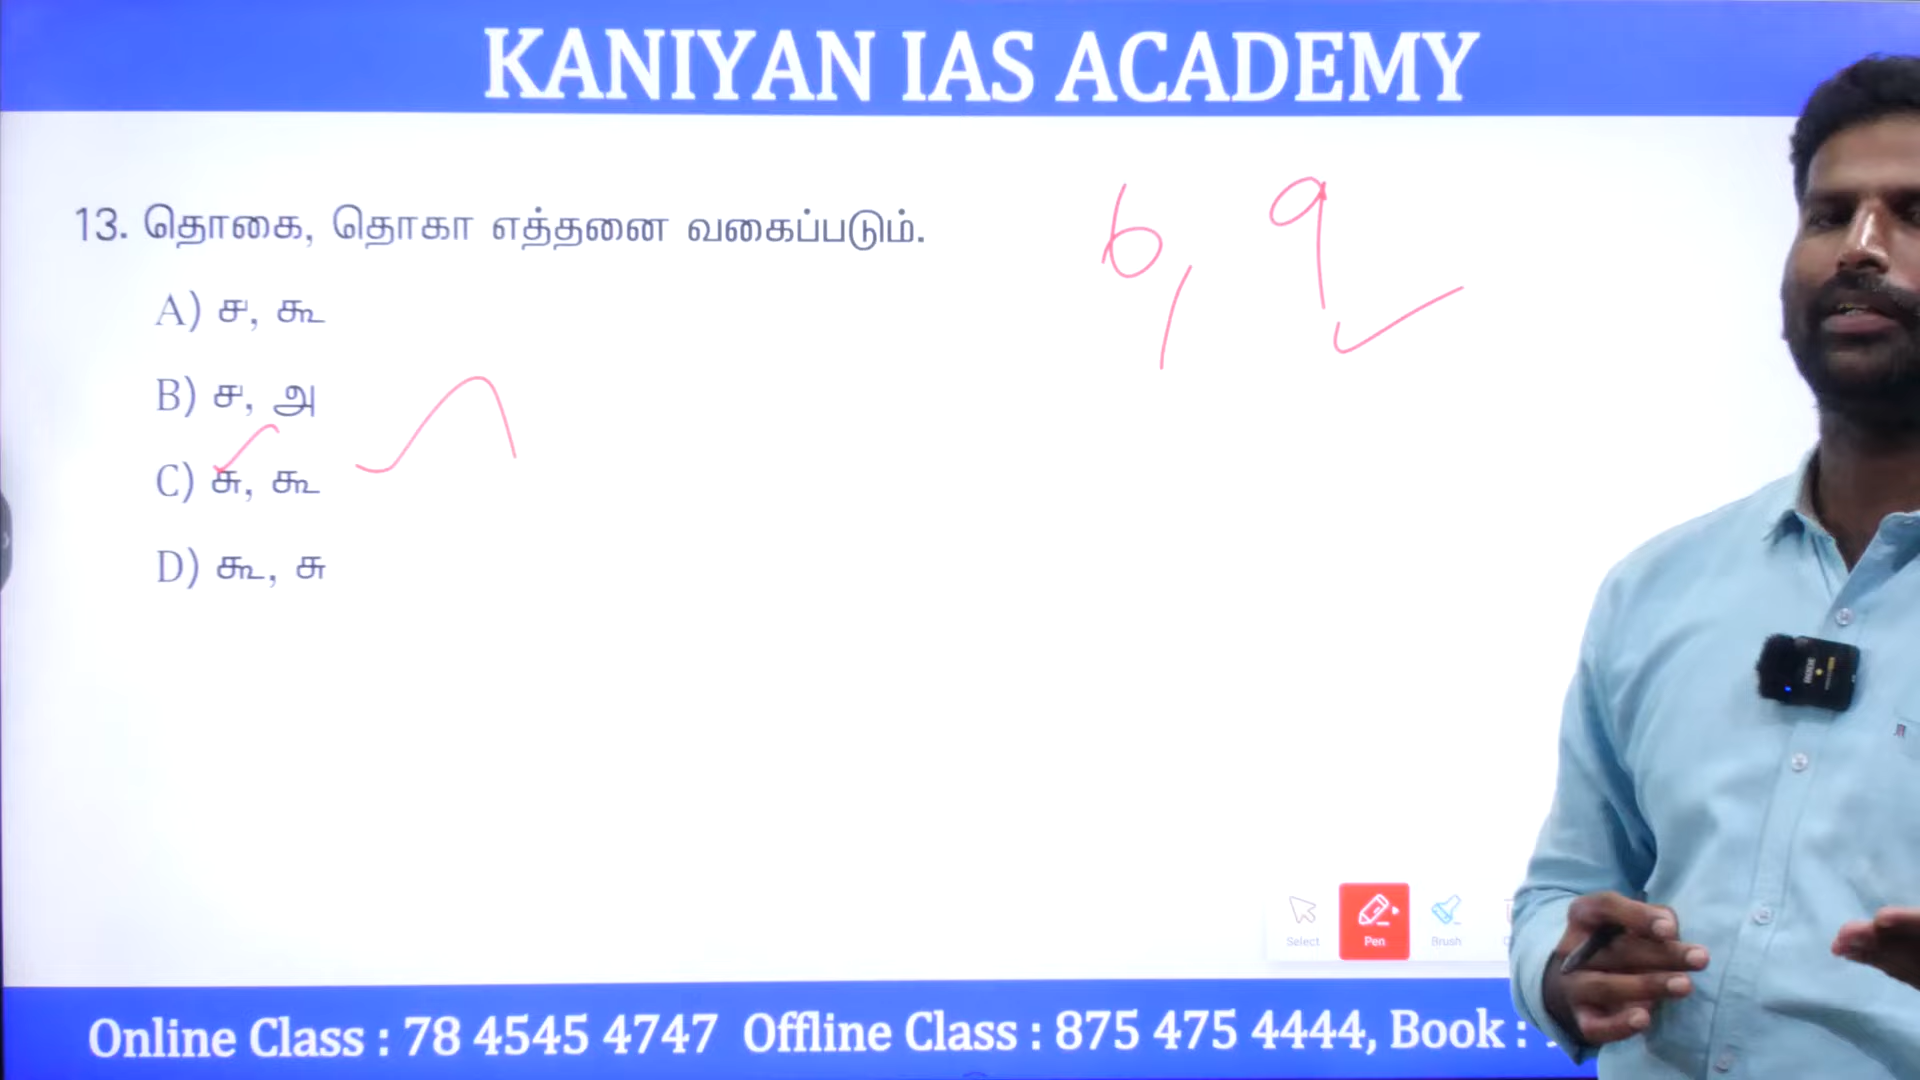 KANIYAN IAS ACADEMY
13. தொகை, தொகா எத்தனை வகைப்படும்.
6, 9
A) ச, கூ
B) ச, அ
C) சு, கூ
D) கூ, சு
Select Pen Brush
Online Class : 78 4545 4747 Offline Class : 875 475 4444, Book :